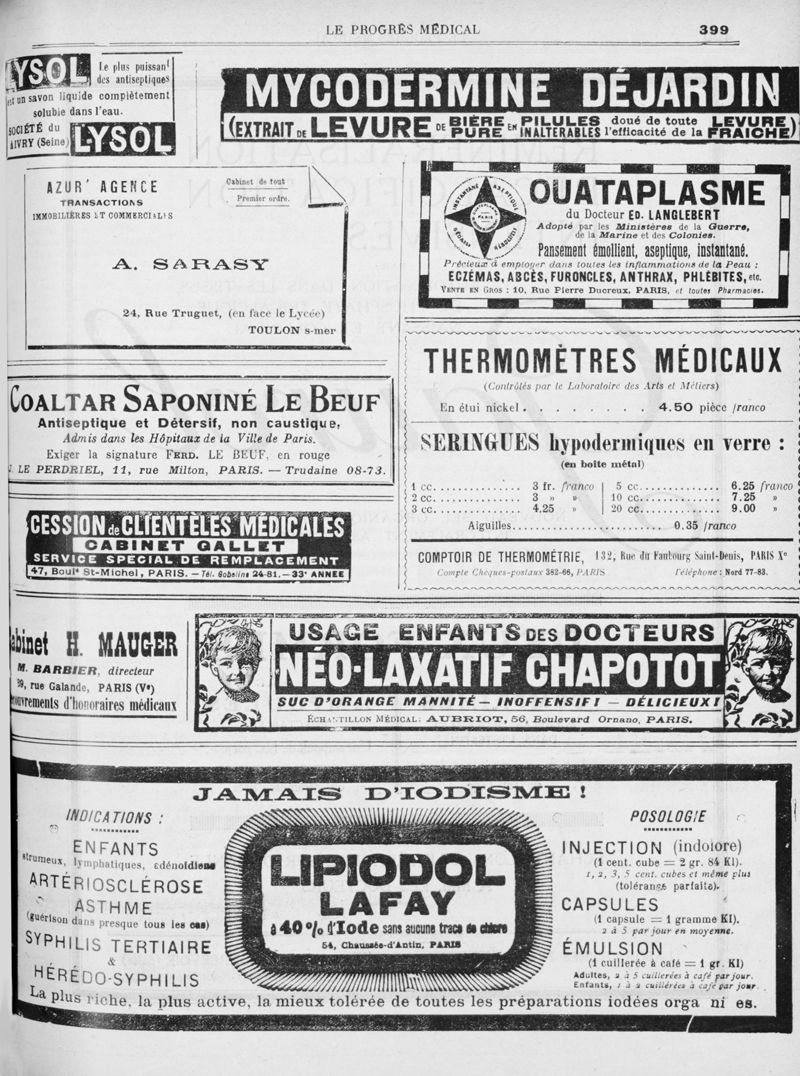 LE PROGRÈS MÉDICAL
399
LYSOL
Le plus puissant
des antiseptiques
est un savon liquide complètement
soluble dans l'eau.
SOCIÉTÉ du
à IVRY (Seine)
LYSOL
MYCODERMINE DÉJARDIN
(EXTRAIT DE LEVURE DE BIÈRE PURE EN PILULES INALTÉRABLES doué de toute l'efficacité de la LEVURE FRAICHE)
AZUR' AGENCE
TRANSACTIONS
IMMOBILIÈRES ET COMMERCIALES
Cabinet de tout
Premier ordre.
A. SARASY
24, Rue Truguet, (en face le Lycée)
TOULON s-mer
INSTANTANÉ ASEPTIQUE
OUATAPLASME
PARIS
OUATAPLASME
du Docteur ED. LANGLEBERT
Adopté par les Ministères de la Guerre,
de la Marine et des Colonies.
Pansement émollient, aseptique, instantané.
Précieux à employer dans toutes les inflammations de la Peau :
ECZÉMAS, ABCÈS, FURONCLES, ANTHRAX, PHLÉBITES, etc.
VENTE EN GROS : 10, Rue Pierre Ducreux, PARIS, et toutes Pharmacies.
COALTAR SAPONINÉ LE BEUF
Antiseptique et Détersif, non caustique,
Admis dans les Hôpitaux de la Ville de Paris.
Exiger la signature FERD. LE BEUF, en rouge
LE PERDRIEL, 11, rue Milton, PARIS. — Trudaine 08-73.
THERMOMÈTRES MÉDICAUX
(Contrôlés par le Laboratoire des Arts et Métiers)
En étui nickel . . . . . . . . 4.50 pièce franco
SERINGUES hypodermiques en verre :
(en boîte métal)
1 cc. 3 fr. franco 5 cc. 6.25 franco
2 cc. 3 » » 10 cc. 7.25 »
3 cc. 4.25 » 20 cc. 9.00 »
Aiguilles 0.35 franco
COMPTOIR DE THERMOMÉTRIE, 132, Rue du Faubourg Saint-Denis, PARIS Xe
Compte Chèques-postaux 382-66, PARIS Téléphone : Nord 77-83.
CESSION de CLIENTÈLES MÉDICALES
CABINET GALLET
SERVICE SPÉCIAL DE REMPLACEMENT
47, Boulᵈ St-Michel, PARIS. — Tél. Gobelins 24-81. — 33e ANNÉE
Cabinet H. MAUGER
M. BARBIER, directeur
rue Galande, PARIS (Ve)
Recouvrements d'honoraires médicaux
USAGE ENFANTS DES DOCTEURS
NÉO-LAXATIF CHAPOTOT
SUC D'ORANGE MANNITÉ — INOFFENSIF ! — DÉLICIEUX !
ÉCHANTILLON MÉDICAL: AUBRIOT, 56, Boulevard Ornano, PARIS.
JAMAIS D'IODISME !
INDICATIONS :
ENFANTS
strumeux, lymphatiques, adénoïdiens
ARTÉRIOSCLÉROSE
ASTHME
(guérison dans presque tous les cas)
SYPHILIS TERTIAIRE
&
HÉRÉDO-SYPHILIS
LIPIODOL
LAFAY
à 40 % d'Iode sans aucune trace de chlore
54, Chaussée-d'Antin, PARIS
POSOLOGIE
INJECTION (indolore)
(1 cent. cube = 2 gr. 84 KI).
1, 2, 3, 5 cent. cubes et même plus
(tolérance parfaite).
CAPSULES
(1 capsule = 1 gramme KI).
2 à 5 par jour en moyenne.
ÉMULSION
(1 cuillerée à café = 1 gr. KI)
Adultes, 2 à 5 cuillerées à café par jour.
Enfants, 1 à 2 cuillérées à café par jour
La plus riche, la plus active, la mieux tolérée de toutes les préparations iodées orga ni es.